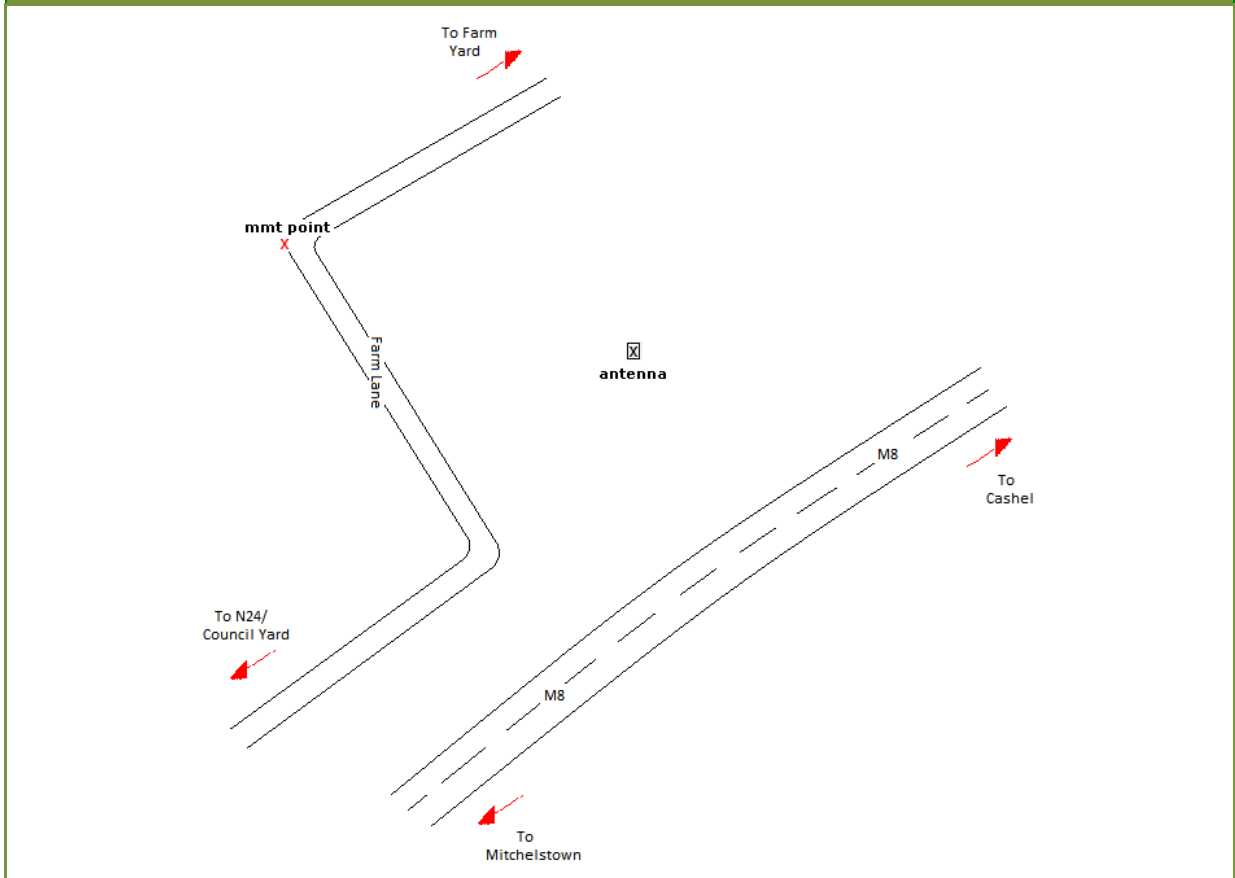 To Farm
Yard
mmt point
X
Farm Lane
X
antenna
M8
To
Cashel
To N24/
Council Yard
M8
To
Mitchelstown